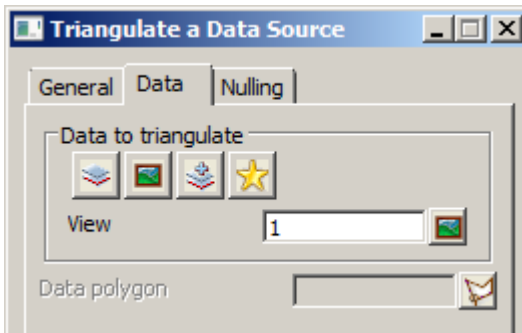 Triangulate a Data Source
General Data Nulling
Data to triangulate
View 1
Data polygon